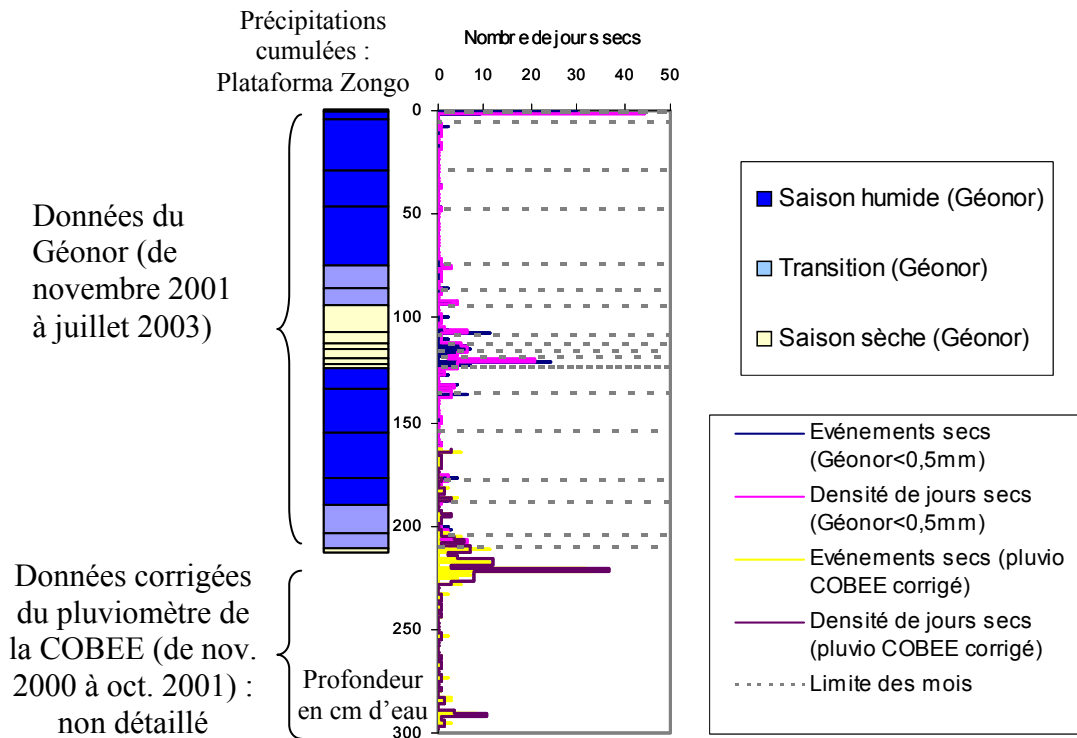 Précipitations
cumulées :
Plataforma Zongo
Nombre de jours secs
0 10 20 30 40 50
0
50
100
150
200
250
300
Données du
Géonor (de
novembre 2001
à juillet 2003)
Données corrigées
du pluviomètre de
la COBEE (de nov.
2000 à oct. 2001) :
non détaillé
Profondeur
en cm d'eau
Saison humide (Géonor)
Transition (Géonor)
Saison sèche (Géonor)
Evénements secs
(Géonor<0,5mm)
Densité de jours secs
(Géonor<0,5mm)
Evénements secs (pluvio
COBEE corrigé)
Densité de jours secs
(pluvio COBEE corrigé)
Limite des mois